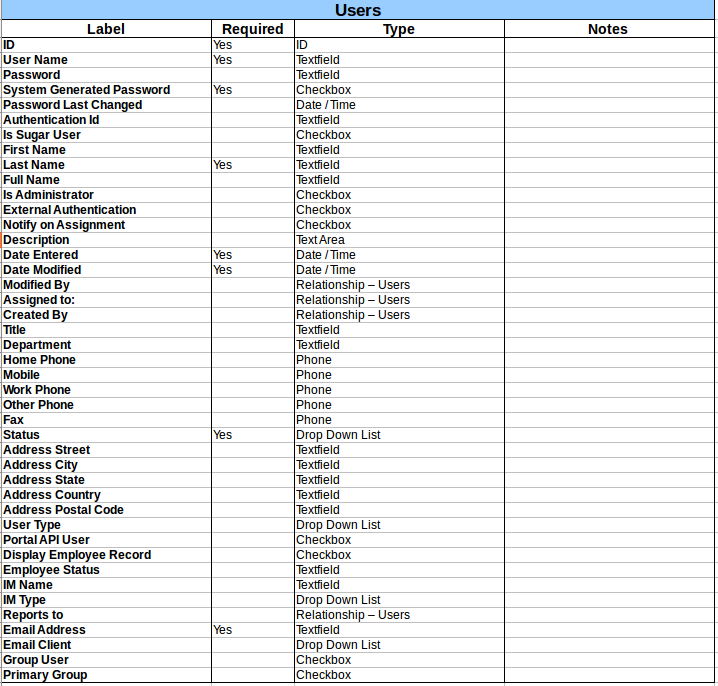 Users
Label Required Type Notes
ID Yes ID
User Name Yes Textfield
Password Textfield
System Generated Password Yes Checkbox
Password Last Changed Date / Time
Authentication Id Textfield
Is Sugar User Checkbox
First Name Textfield
Last Name Yes Textfield
Full Name Textfield
Is Administrator Checkbox
External Authentication Checkbox
Notify on Assignment Checkbox
Description Text Area
Date Entered Yes Date / Time
Date Modified Yes Date / Time
Modified By Relationship – Users
Assigned to: Relationship – Users
Created By Relationship – Users
Title Textfield
Department Textfield
Home Phone Phone
Mobile Phone
Work Phone Phone
Other Phone Phone
Fax Phone
Status Yes Drop Down List
Address Street Textfield
Address City Textfield
Address State Textfield
Address Country Textfield
Address Postal Code Textfield
User Type Drop Down List
Portal API User Checkbox
Display Employee Record Checkbox
Employee Status Textfield
IM Name Textfield
IM Type Drop Down List
Reports to Relationship – Users
Email Address Yes Textfield
Email Client Drop Down List
Group User Checkbox
Primary Group Checkbox